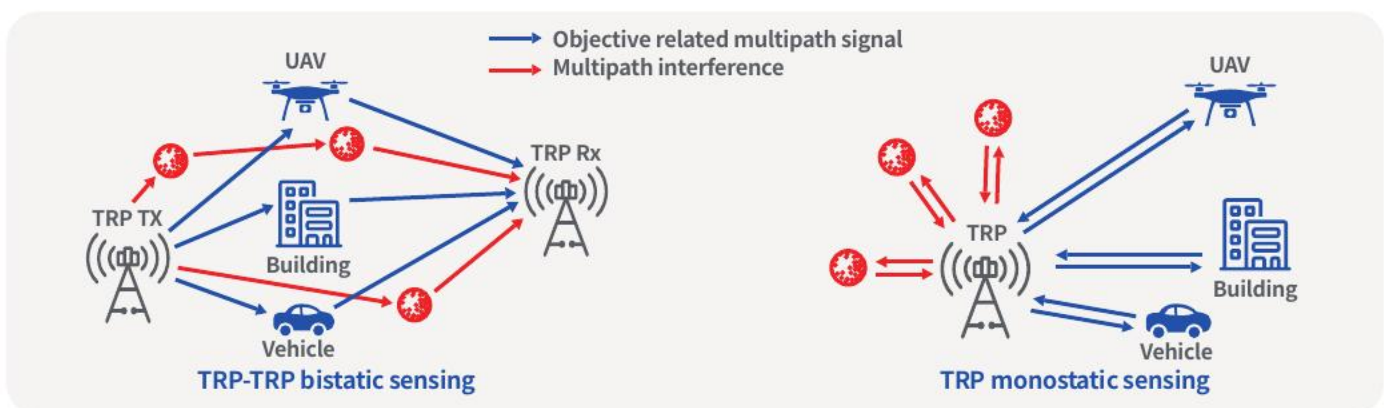 Objective related multipath signal
Multipath interference
UAV
TRP Rx
TRP TX
Building
Vehicle
TRP-TRP bistatic sensing
UAV
TRP
Building
Vehicle
TRP monostatic sensing